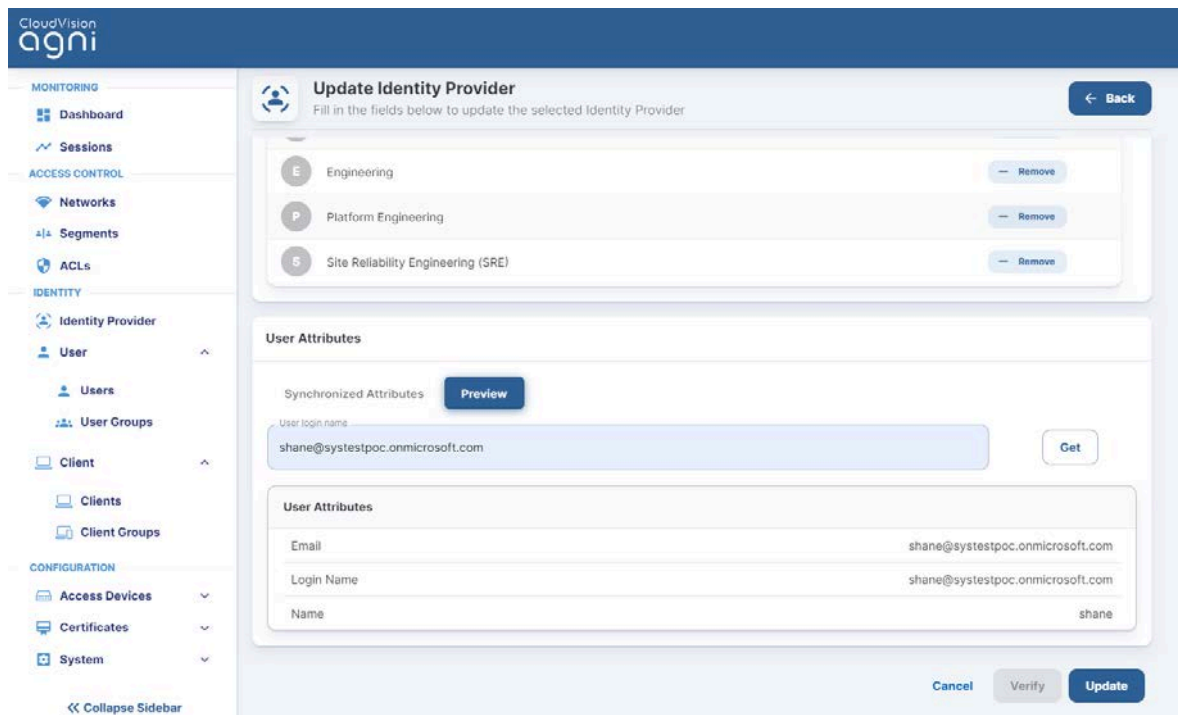 CloudVision
agni
MONITORING
Dashboard
Sessions
ACCESS CONTROL
Networks
Segments
ACLs
IDENTITY
Identity Provider
User
Users
User Groups
Client
Clients
Client Groups
CONFIGURATION
Access Devices
Certificates
System
Collapse Sidebar
Update Identity Provider
Fill in the fields below to update the selected Identity Provider
← Back
E Engineering — Remove
P Platform Engineering — Remove
S Site Reliability Engineering (SRE) — Remove
User Attributes
Synchronized Attributes Preview
User login name
shane@systestpoc.onmicrosoft.com Get
User Attributes
Email shane@systestpoc.onmicrosoft.com
Login Name shane@systestpoc.onmicrosoft.com
Name shane
Cancel Verify Update